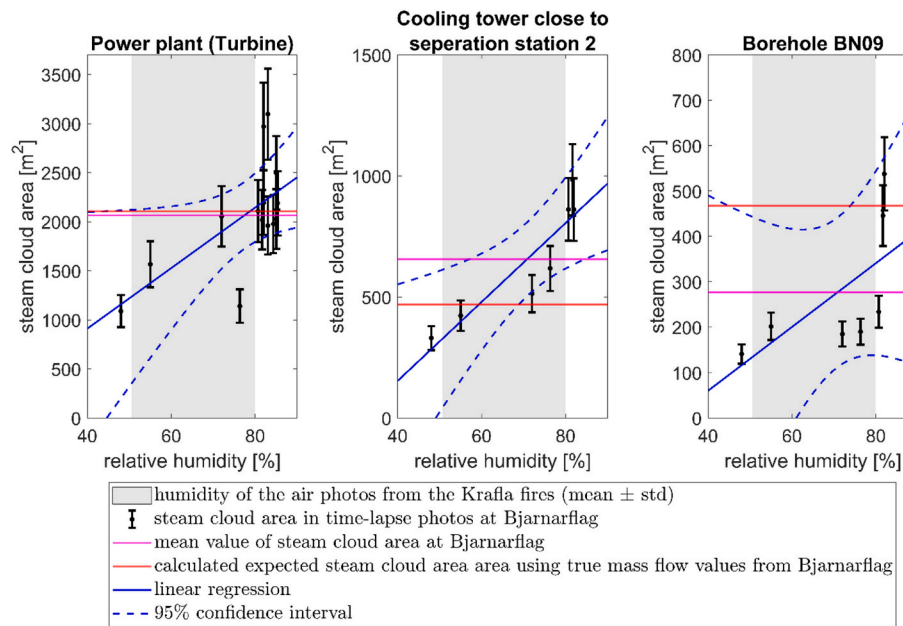 Power plant (Turbine)
steam cloud area [m²]
3500
3000
2500
2000
1500
1000
500
0
40 60 80
relative humidity [%]
Cooling tower close to
seperation station 2
steam cloud area [m²]
1500
1000
500
0
40 60 80
relative humidity [%]
Borehole BN09
steam cloud area [m²]
800
700
600
500
400
300
200
100
0
40 60 80
relative humidity [%]
humidity of the air photos from the Krafla fires (mean ± std)
steam cloud area in time-lapse photos at Bjarnarflag
mean value of steam cloud area at Bjarnarflag
calculated expected steam cloud area area using true mass flow values from Bjarnarflag
linear regression
95% confidence interval